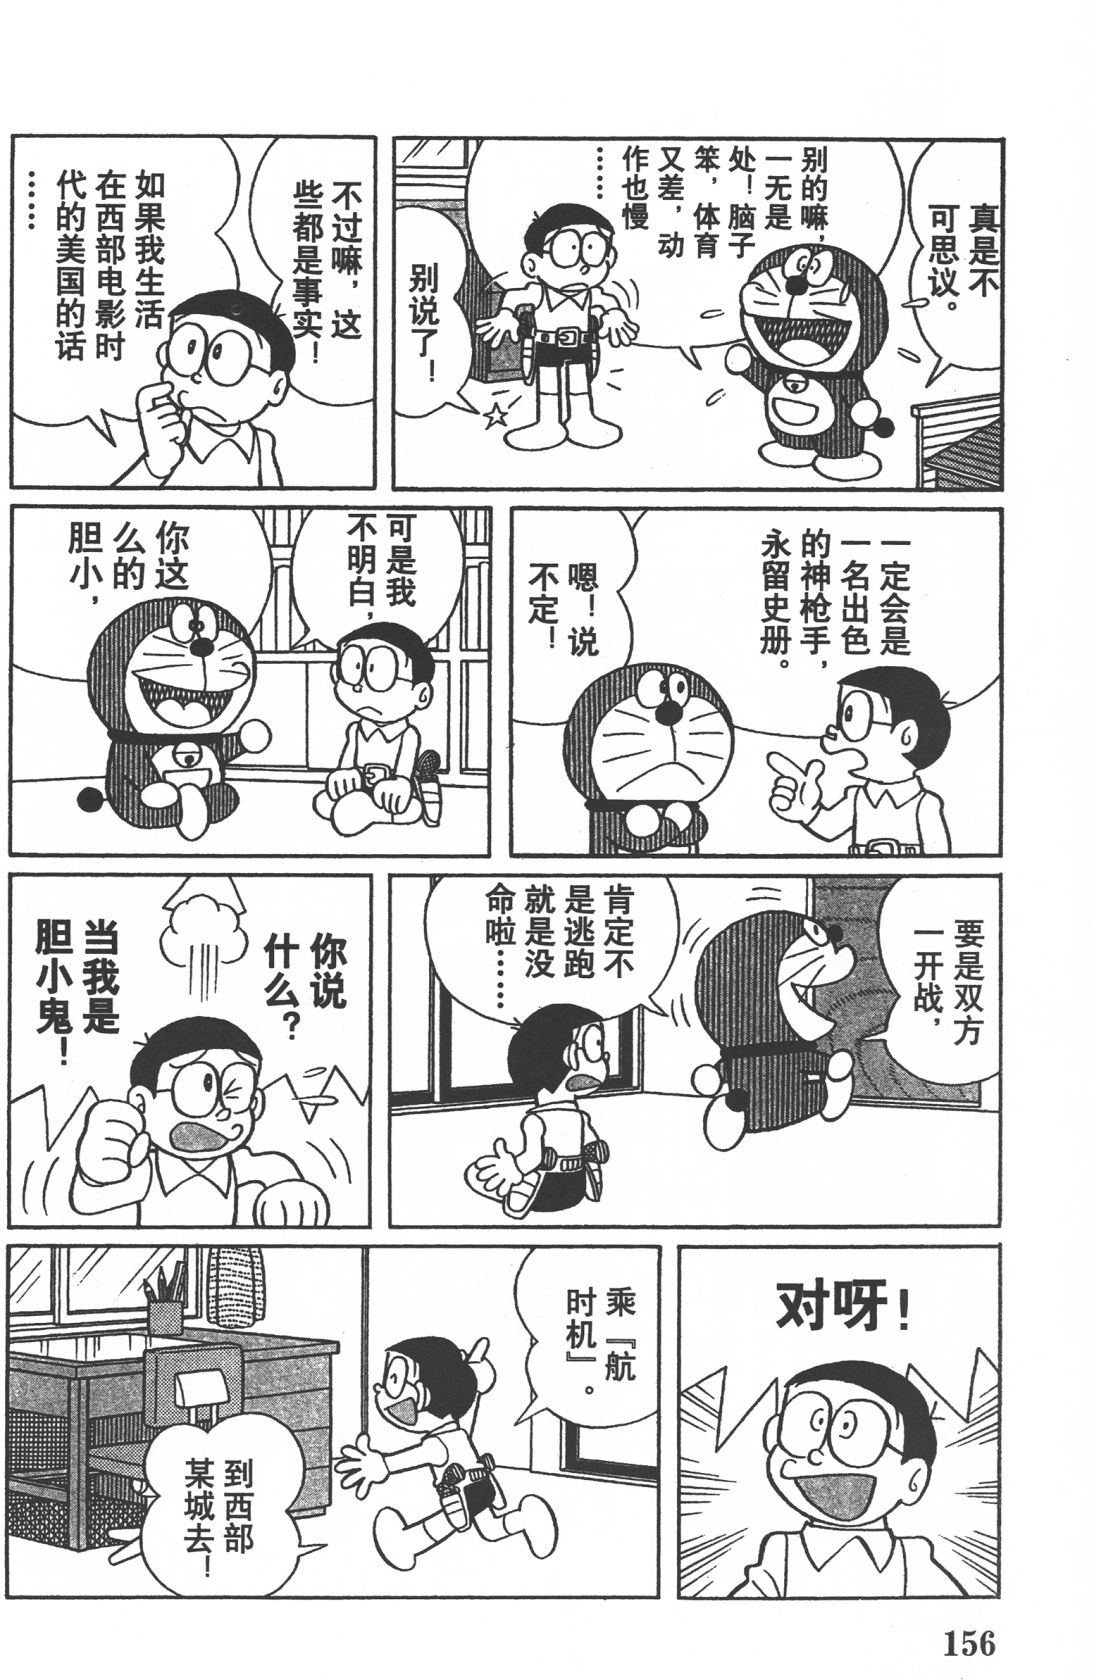 真是不
可思议。
别的嘛，
一无是
处！脑子
笨，体育
又差，动
作也慢
……
别说了！
不过嘛，这
些都是事实！
如果我生活
在西部电影时
代的美国的话
……
一定会是
一名出色
的神枪手，
永留史册。
嗯！说
不定！
可是我
不明白，
你这
么的
胆小，
要是双方
一开战，
肯定不
是逃跑
就是没
命啦……
你说
什么？
当我是
胆小鬼！
对呀！
乘『航
时机』。
到西部
某城去！
156